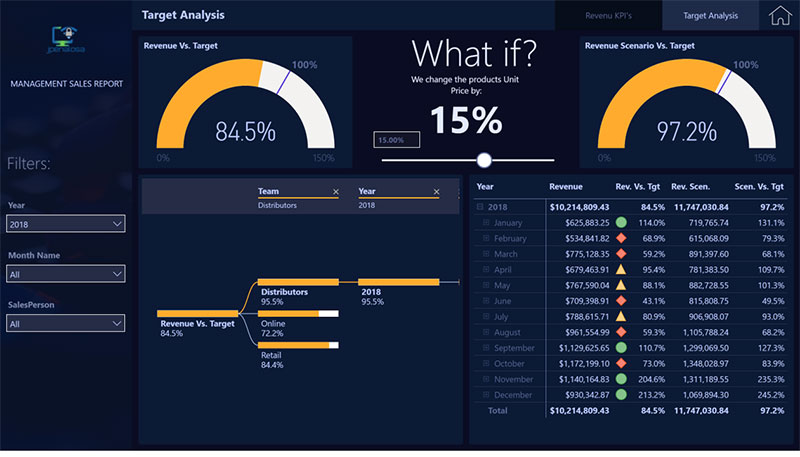 Target Analysis
Revenu KPI's
Target Analysis
MANAGEMENT SALES REPORT
Filters:
Year
2018
Month Name
All
SalesPerson
All
Revenue Vs. Target
100%
84.5%
0%
150%
What if?
We change the products Unit
Price by:
15%
15.00%
Revenue Scenario Vs. Target
100%
97.2%
0%
150%
Team
Distributors
Year
2018
Revenue Vs. Target
84.5%
Distributors
95.5%
2018
95.5%
Online
72.2%
Retail
84.4%
Year Revenue Rev. Vs. Tgt Rev. Scen. Scen. Vs. Tgt
2018 $10,214,809.43 84.5% 11,747,030.84 97.2%
January $625,883.25 114.0% 719,765.74 131.1%
February $534,841.82 68.9% 615,068.09 79.3%
March $775,128.35 59.2% 891,397.60 68.1%
April $679,463.91 95.4% 781,383.50 109.7%
May $767,590.04 88.1% 882,728.55 101.3%
June $709,398.91 43.1% 815,808.75 49.5%
July $788,615.71 80.9% 906,908.07 93.0%
August $961,554.99 59.3% 1,105,788.24 68.2%
September $1,129,625.65 110.7% 1,299,069.50 127.3%
October $1,172,199.10 73.0% 1,348,028.97 83.9%
November $1,140,164.83 204.6% 1,311,189.55 235.3%
December $930,342.87 213.2% 1,069,894.30 245.2%
Total $10,214,809.43 84.5% 11,747,030.84 97.2%